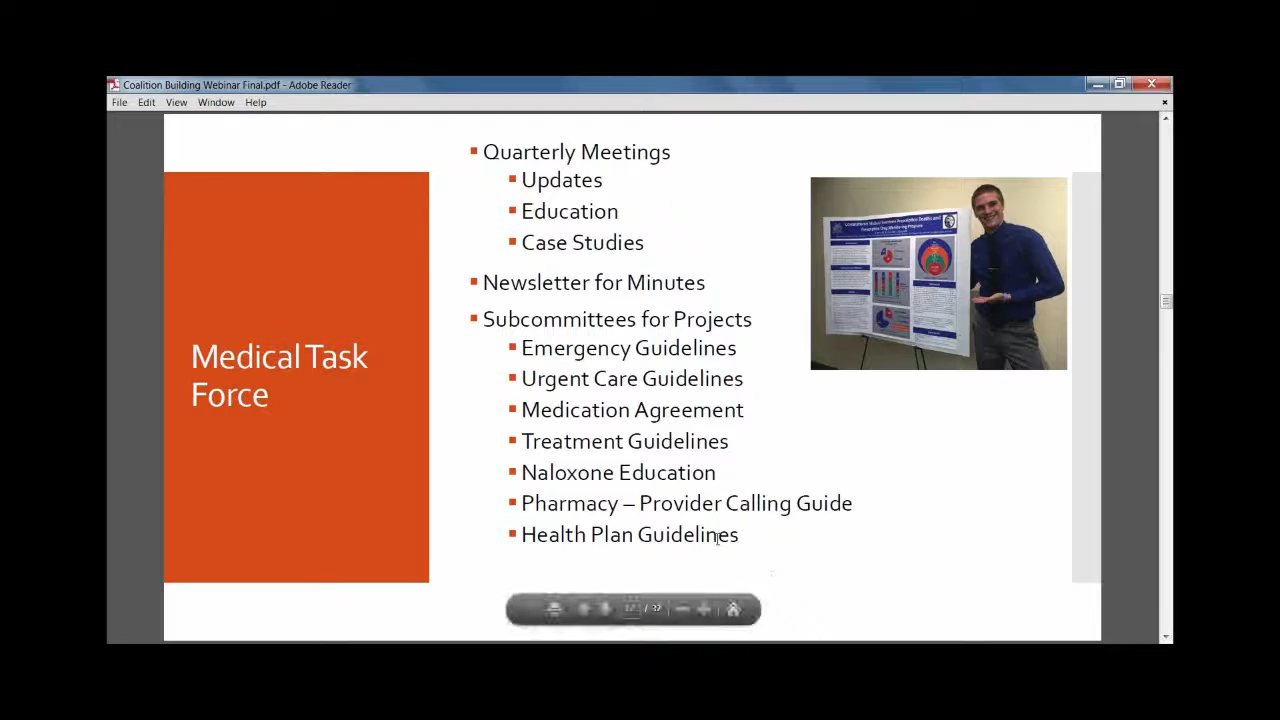 Coalition Building Webinar Final.pdf - Adobe Reader
File Edit View Window Help
Quarterly Meetings
Updates
Education
Case Studies
Newsletter for Minutes
Subcommittees for Projects
Emergency Guidelines
Urgent Care Guidelines
Medication Agreement
Treatment Guidelines
Naloxone Education
Pharmacy – Provider Calling Guide
Health Plan Guidelines
Medical Task
Force